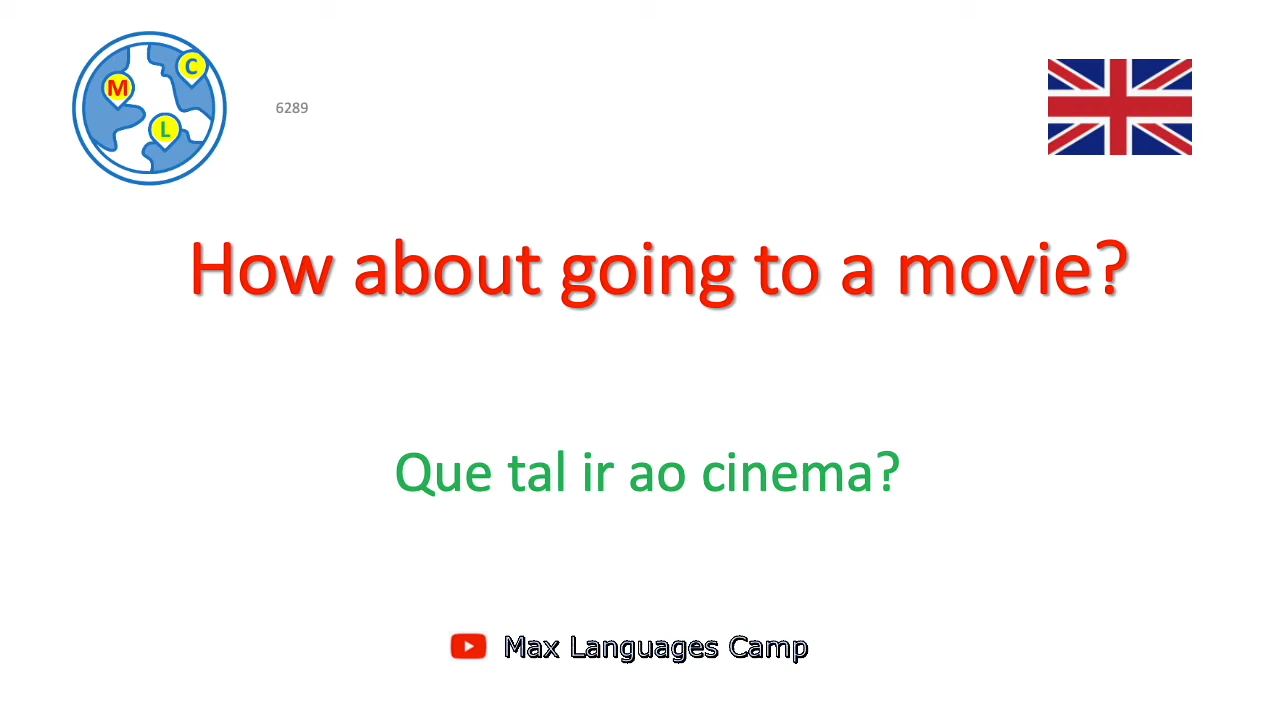 C
M
L
6289
How about going to a movie?
Que tal ir ao cinema?
Max Languages Camp